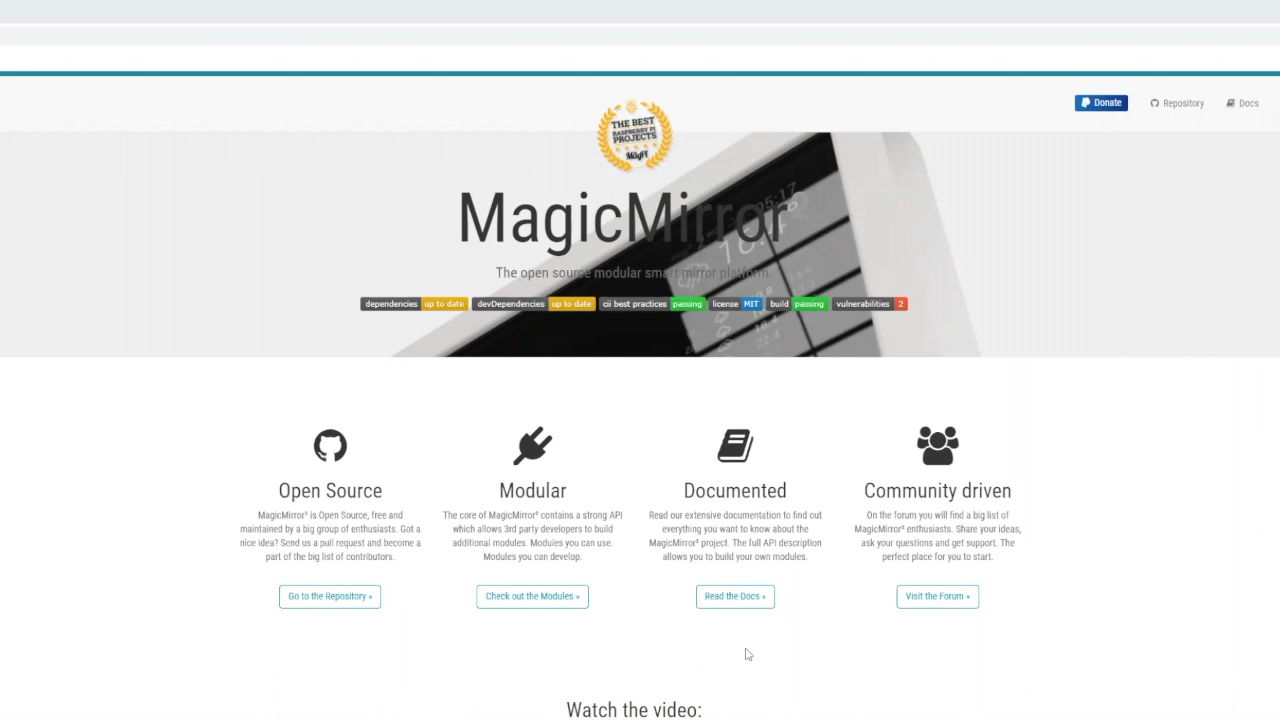 Donate
Repository
Docs
THE BEST
RASPBERRY PI
PROJECTS
MagPi
MagicMirror²
The open source modular smart mirror platform.
dependencies up to date
devDependencies up to date
cii best practices passing
license MIT
build passing
vulnerabilities 2
05:17
Open Source
MagicMirror² is Open Source, free and
maintained by a big group of enthusiasts. Got a
nice idea? Send us a pull request and become a
part of the big list of contributors.
Go to the Repository »
Modular
The core of MagicMirror² contains a strong API
which allows 3rd party developers to build
additional modules. Modules you can use.
Modules you can develop.
Check out the Modules »
Documented
Read our extensive documentation to find out
everything you want to know about the
MagicMirror² project. The full API description
allows you to build your own modules.
Read the Docs »
Community driven
On the forum you will find a big list of
MagicMirror² enthusiasts. Share your ideas,
ask your questions and get support. The
perfect place for you to start.
Visit the Forum »
Watch the video: